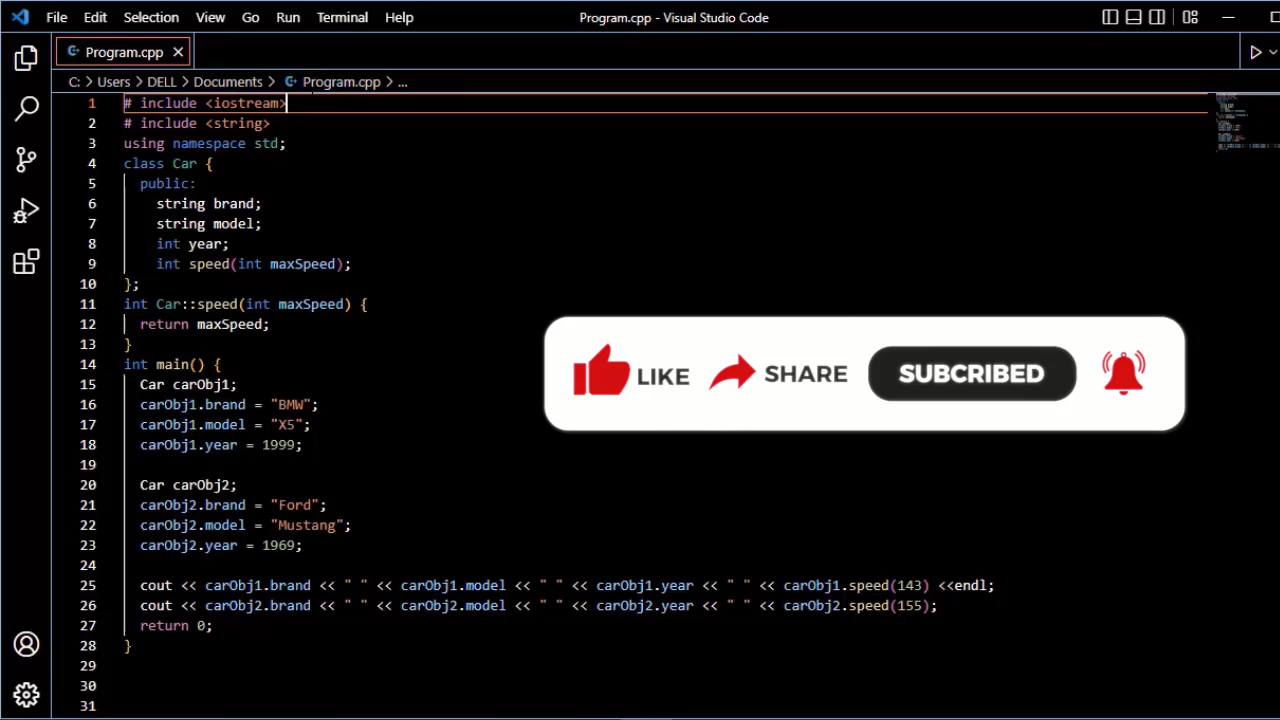 File Edit Selection View Go Run Terminal Help Program.cpp - Visual Studio Code
Program.cpp
C: > Users > DELL > Documents > Program.cpp > ...
1 # include <iostream>
2 # include <string>
3 using namespace std;
4 class Car {
5 public:
6 string brand;
7 string model;
8 int year;
9 int speed(int maxSpeed);
10 };
11 int Car::speed(int maxSpeed) {
12 return maxSpeed;
13 }
14 int main() {
15 Car carObj1;
16 carObj1.brand = "BMW";
17 carObj1.model = "X5";
18 carObj1.year = 1999;
19
20 Car carObj2;
21 carObj2.brand = "Ford";
22 carObj2.model = "Mustang";
23 carObj2.year = 1969;
24
25 cout << carObj1.brand << " " << carObj1.model << " " << carObj1.year << " " << carObj1.speed(143) <<endl;
26 cout << carObj2.brand << " " << carObj2.model << " " << carObj2.year << " " << carObj2.speed(155);
27 return 0;
28 }
29
30
31
LIKE SHARE SUBCRIBED